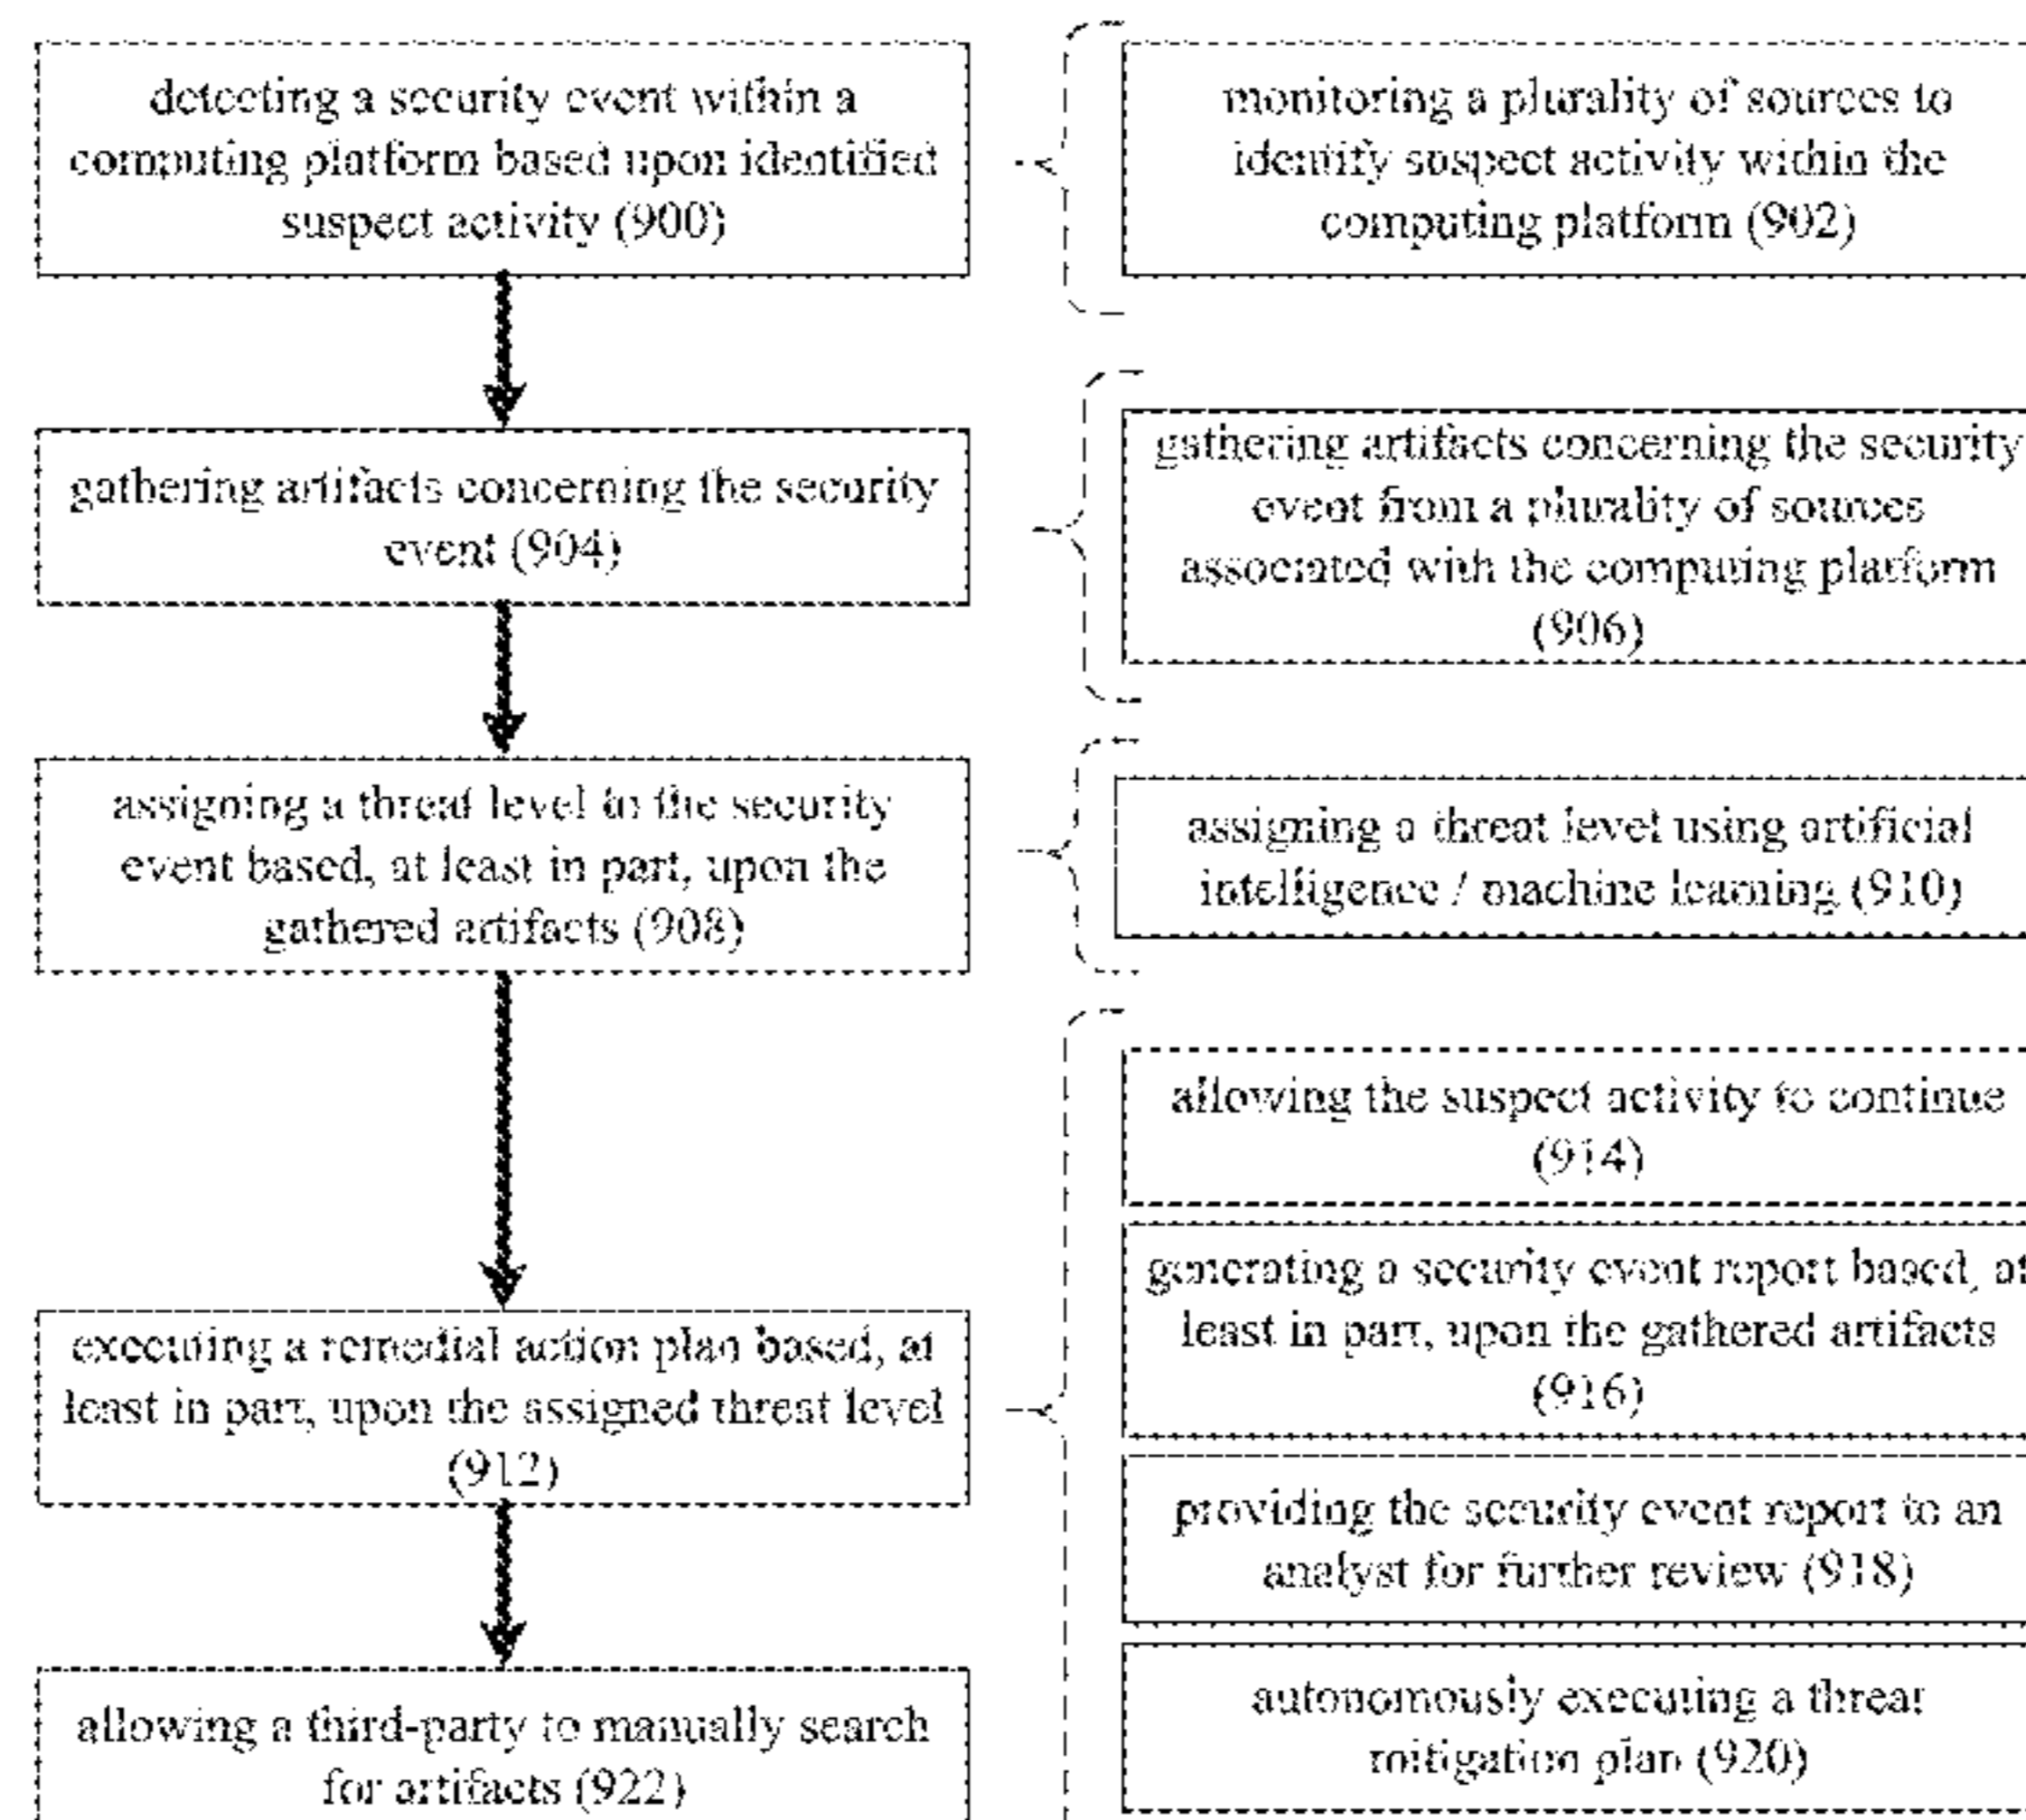 detecting a security event within a
computing platform based upon identified
suspect activity (900)
monitoring a plurality of sources to
identify suspect activity within the
computing platform (902)
gathering artifacts concerning the security
event (904)
gathering artifacts concerning the security
event from a plurality of sources
associated with the computing platform
(906)
assigning a threat level to the security
event based, at least in part, upon the
gathered artifacts (908)
assigning a threat level using artificial
intelligence / machine learning (910)
executing a remedial action plan based, at
least in part, upon the assigned threat level
(912)
allowing the suspect activity to continue
(914)
generating a security event report based, at
least in part, upon the gathered artifacts
(916)
providing the security event report to an
analyst for further review (918)
autonomously executing a threat
mitigation plan (920)
allowing a third-party to manually search
for artifacts (922)